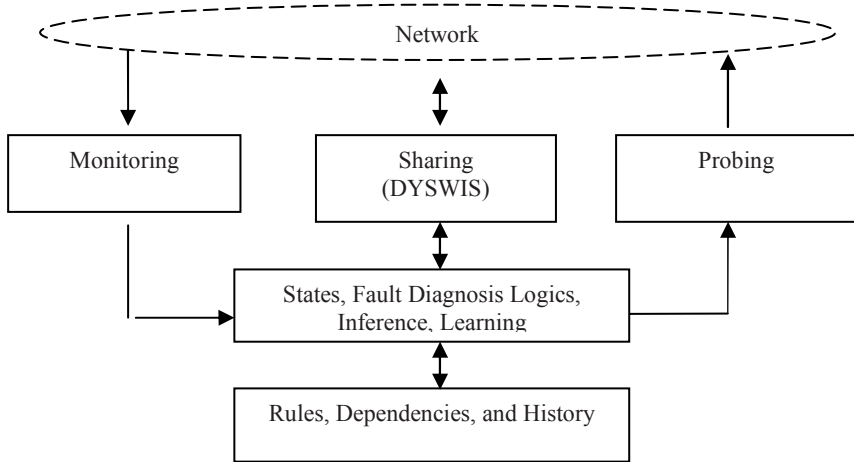 Network
Monitoring
Sharing
(DYSWIS)
Probing
States, Fault Diagnosis Logics,
Inference, Learning
Rules, Dependencies, and History